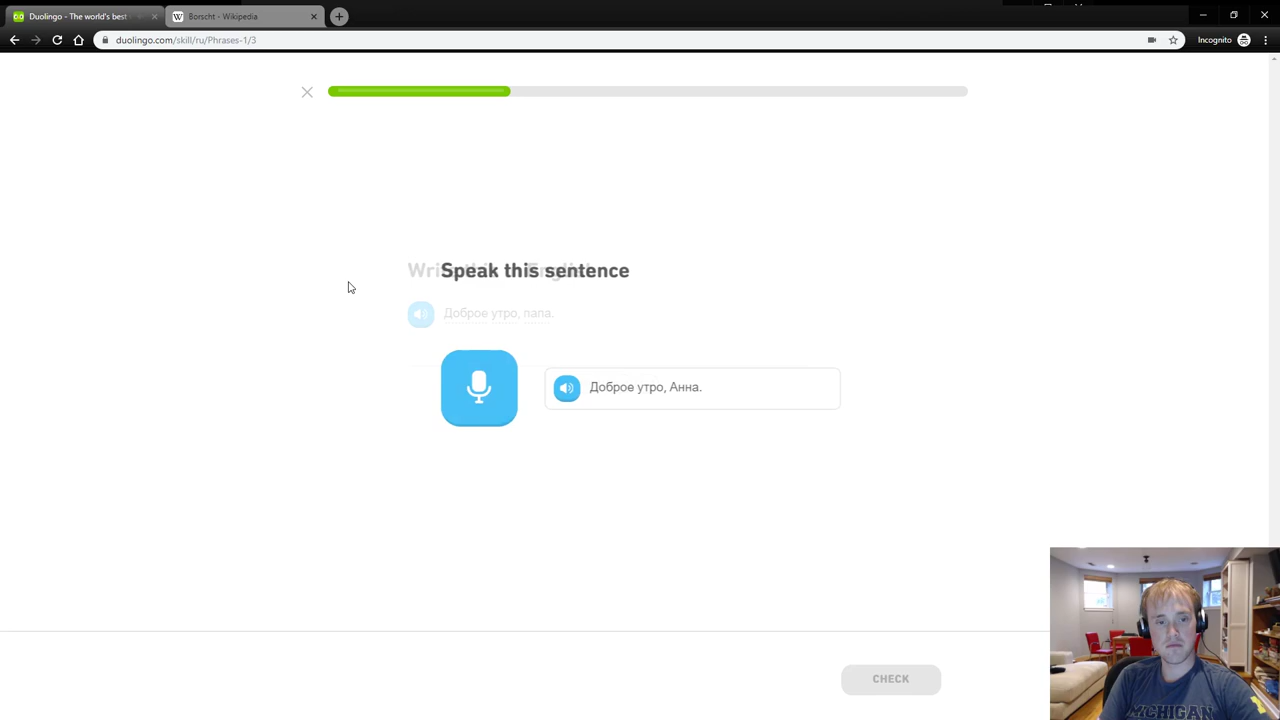 Duolingo - The world's best
Borscht - Wikipedia
duolingo.com/skill/ru/Phrases-1/3
Incognito
Speak this sentence
Доброе утро, папа.
Доброе утро, Анна.
CHECK
MICHIGAN